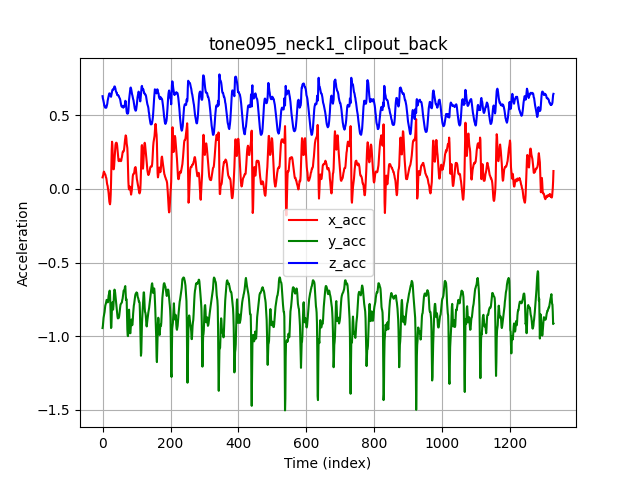 tone095_neck1_clipout_back
Acceleration
0.5
0.0
−0.5
−1.0
−1.5
x_acc
y_acc
z_acc
0 200 400 600 800 1000 1200
Time (index)